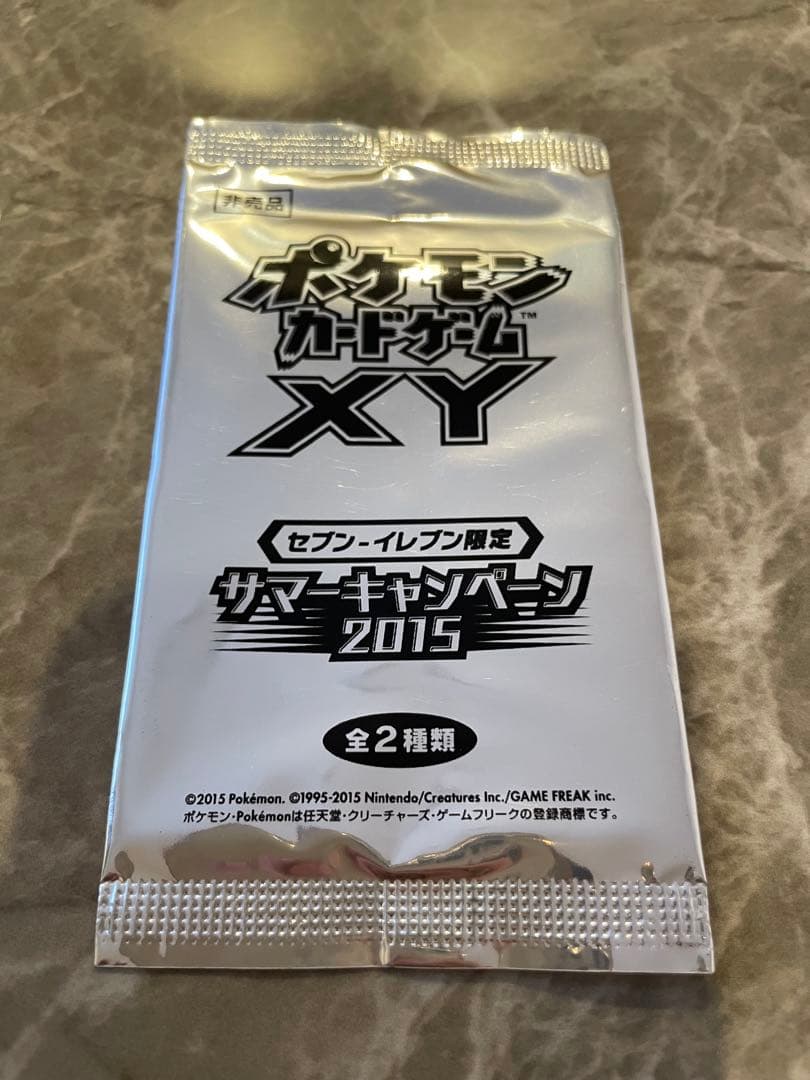 非売品
ポケモン
カードゲーム™
XY
セブン-イレブン限定
サマーキャンペーン
2015
全2種類
©2015 Pokémon. ©1995-2015 Nintendo/Creatures Inc./GAME FREAK inc.
ポケモン・Pokémonは任天堂・クリーチャーズ・ゲームフリークの登録商標です。